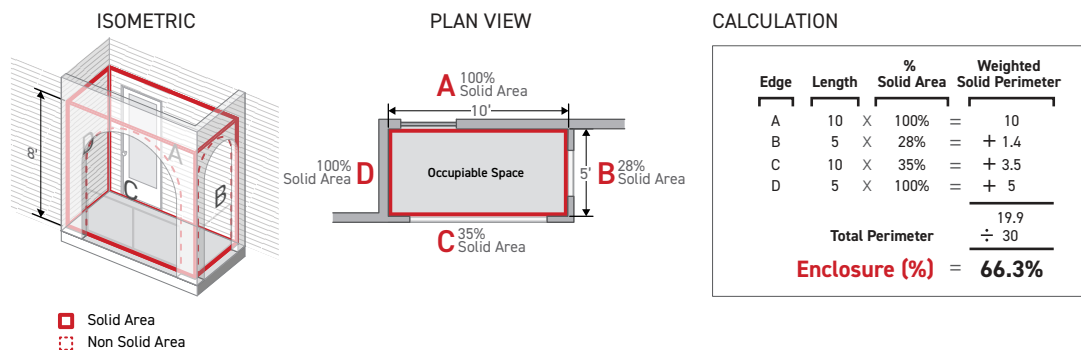 ISOMETRIC
8'
D
A
C
B
Solid Area
Non Solid Area
PLAN VIEW
A 100%
Solid Area
10'
100%
Solid Area D
Occupiable Space
5'
B 28%
Solid Area
C 35%
Solid Area
CALCULATION
Edge Length % Solid Area Weighted Solid Perimeter
A 10 X 100% = 10
B 5 X 28% = + 1.4
C 10 X 35% = + 3.5
D 5 X 100% = + 5
19.9
Total Perimeter ÷ 30
Enclosure (%) = 66.3%